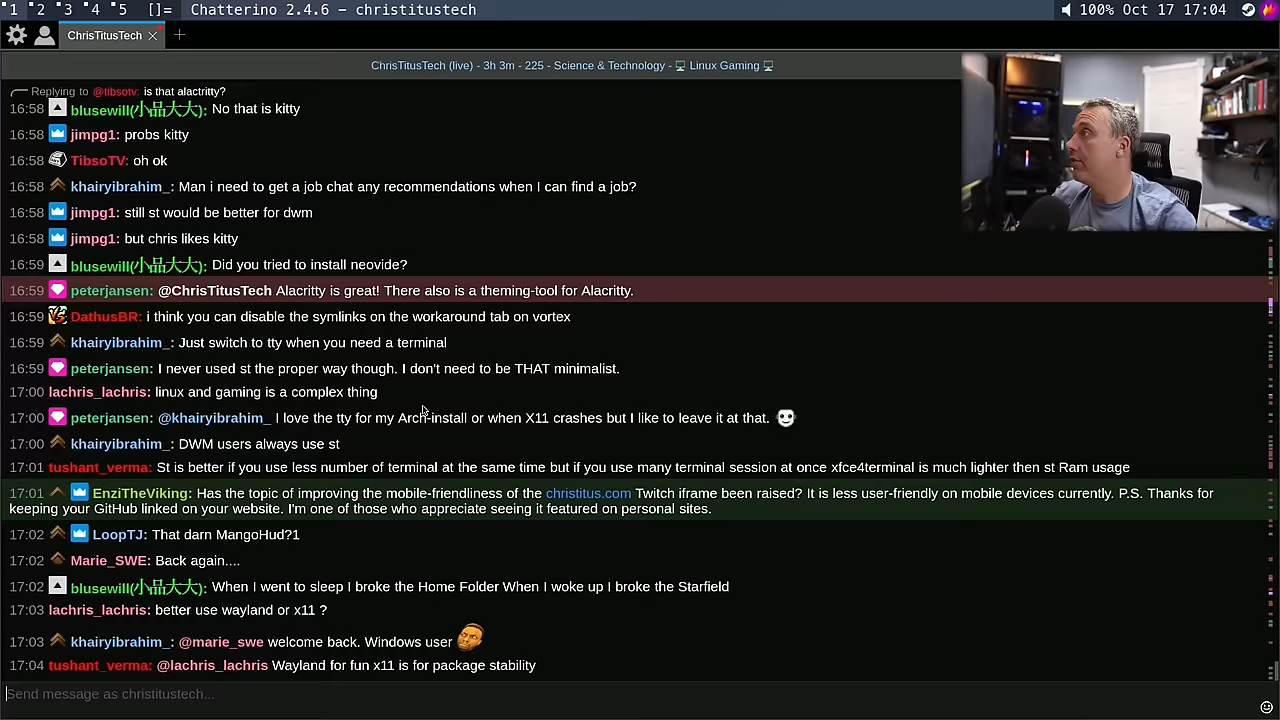 1 2 3 4 5 []= Chatterino 2.4.6 - christitustech 100% Oct 17 17:04
ChrisTitusTech
ChrisTitusTech (live) - 3h 3m - 225 - Science & Technology - 🖥️ Linux Gaming 🖥️
Replying to @tibsotv: is that alactritty?
16:58 blusewill(小品大大): No that is kitty
16:58 jimpg1: probs kitty
16:58 TibsoTV: oh ok
16:58 khairyibrahim_: Man i need to get a job chat any recommendations when I can find a job?
16:58 jimpg1: still st would be better for dwm
16:58 jimpg1: but chris likes kitty
16:59 blusewill(小品大大): Did you tried to install neovide?
16:59 peterjansen: @ChrisTitusTech Alacritty is great! There also is a theming-tool for Alacritty.
16:59 DathusBR: i think you can disable the symlinks on the workaround tab on vortex
16:59 khairyibrahim_: Just switch to tty when you need a terminal
16:59 peterjansen: I never used st the proper way though. I don't need to be THAT minimalist.
17:00 lachris_lachris: linux and gaming is a complex thing
17:00 peterjansen: @khairyibrahim_ I love the tty for my Arch-install or when X11 crashes but I like to leave it at that.
17:00 khairyibrahim_: DWM users always use st
17:01 tushant_verma: St is better if you use less number of terminal at the same time but if you use many terminal session at once xfce4terminal is much lighter then st Ram usage
17:01 EnziTheViking: Has the topic of improving the mobile-friendliness of the christitus.com Twitch iframe been raised? It is less user-friendly on mobile devices currently. P.S. Thanks for
keeping your GitHub linked on your website. I'm one of those who appreciate seeing it featured on personal sites.
17:02 LoopTJ: That darn MangoHud?1
17:02 Marie_SWE: Back again....
17:02 blusewill(小品大大): When I went to sleep I broke the Home Folder When I woke up I broke the Starfield
17:03 lachris_lachris: better use wayland or x11 ?
17:03 khairyibrahim_: @marie_swe welcome back. Windows user
17:04 tushant_verma: @lachris_lachris Wayland for fun x11 is for package stability
Send message as christitustech...